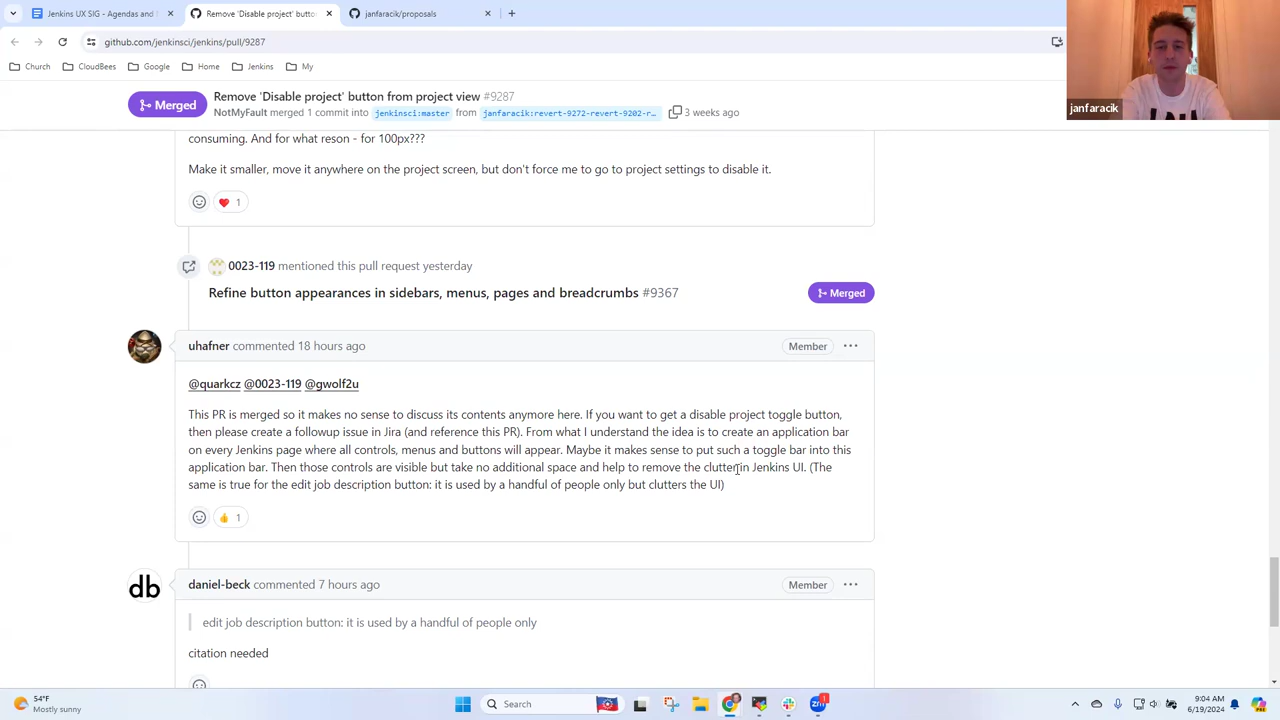 Jenkins UX SIG - Agendas and
Remove 'Disable project' butto
janfaracik/proposals
github.com/jenkinsci/jenkins/pull/9287
Church
CloudBees
Google
Home
Jenkins
My
janfaracik
Merged
Remove 'Disable project' button from project view #9287
NotMyFault merged 1 commit into jenkinsci:master from janfaracik:revert-9272-revert-9202-r… 3 weeks ago
consuming. And for what reson - for 100px???
Make it smaller, move it anywhere on the project screen, but don't force me to go to project settings to disable it.
1
0023-119 mentioned this pull request yesterday
Refine button appearances in sidebars, menus, pages and breadcrumbs #9367
Merged
uhafner commented 18 hours ago
Member
@quarkcz @0023-119 @gwolf2u
This PR is merged so it makes no sense to discuss its contents anymore here. If you want to get a disable project toggle button,
then please create a followup issue in Jira (and reference this PR). From what I understand the idea is to create an application bar
on every Jenkins page where all controls, menus and buttons will appear. Maybe it makes sense to put such a toggle bar into this
application bar. Then those controls are visible but take no additional space and help to remove the clutter in Jenkins UI. (The
same is true for the edit job description button: it is used by a handful of people only but clutters the UI)
1
db
daniel-beck commented 7 hours ago
Member
edit job description button: it is used by a handful of people only
citation needed
54°F
Mostly sunny
Search
1
9:04 AM
6/19/2024